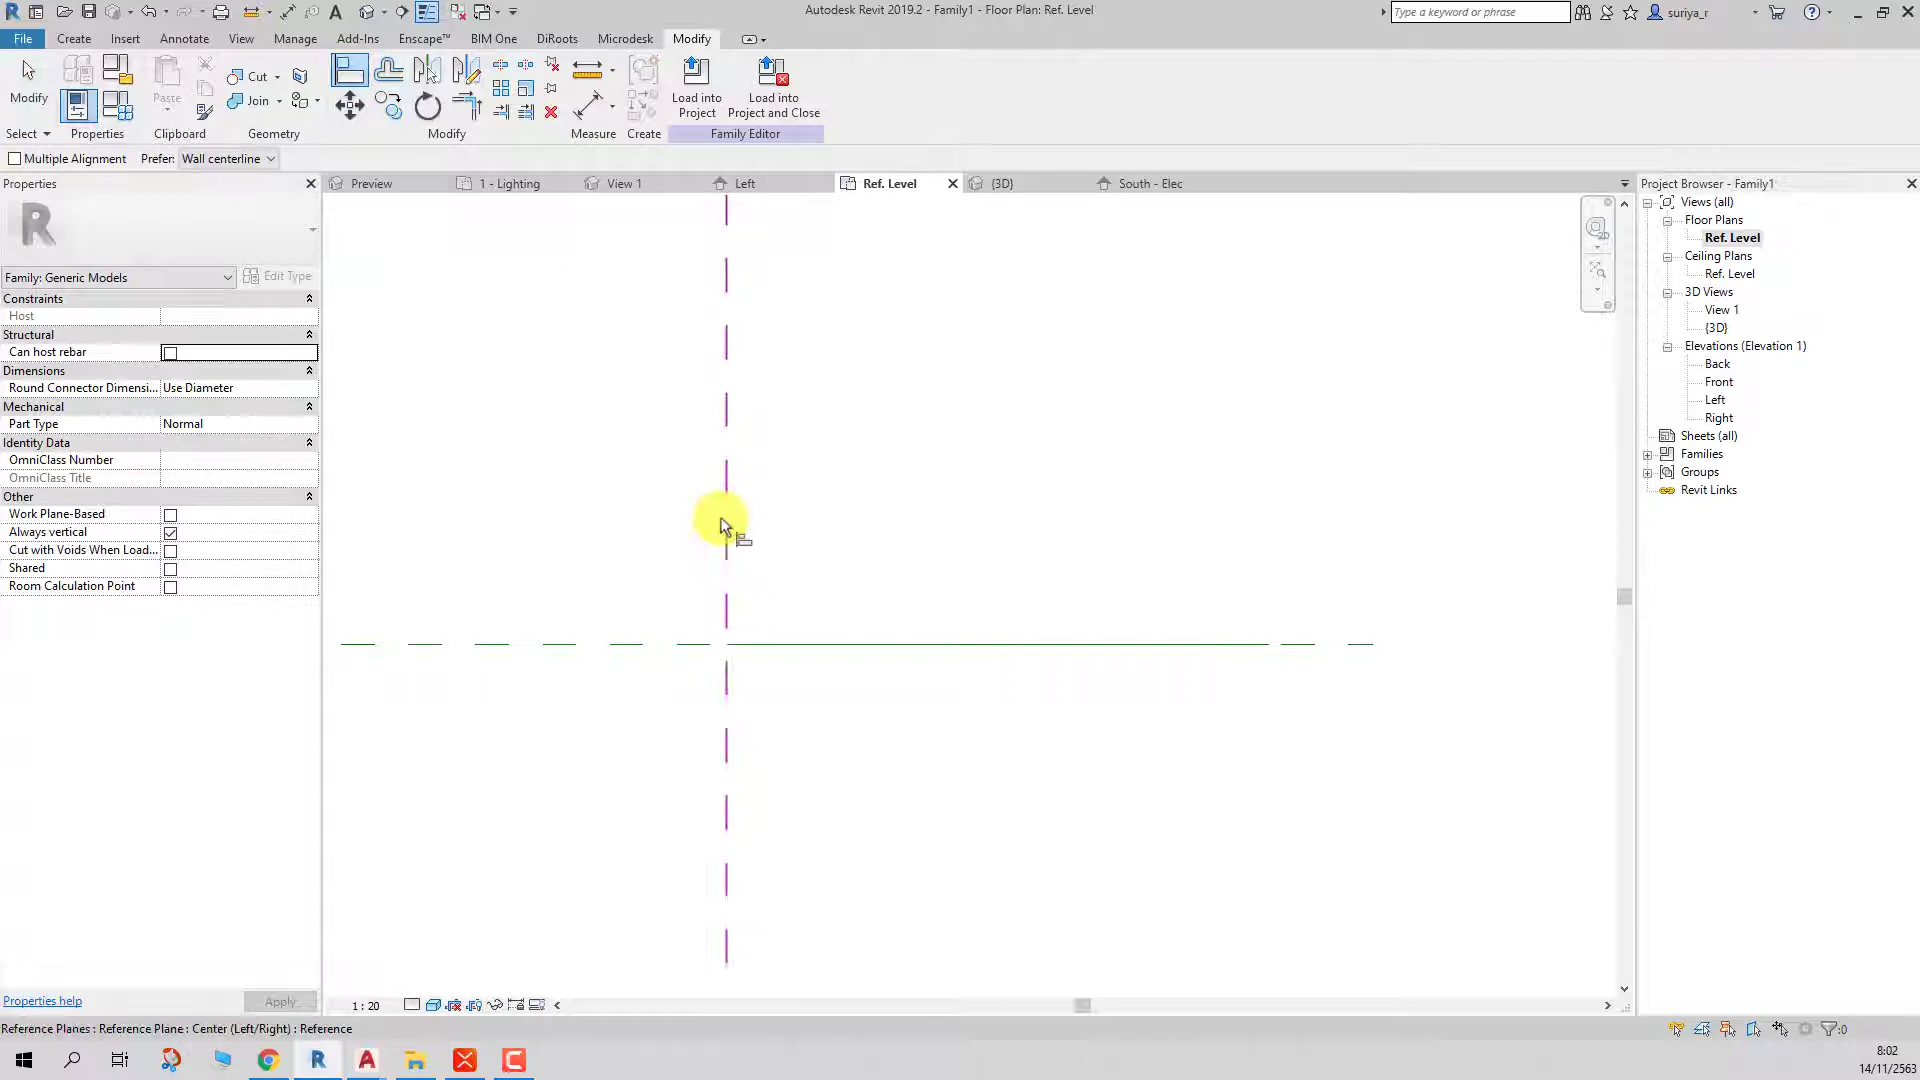 Autodesk Revit 2019.2 - Family1 - Floor Plan: Ref. Level
Type a keyword or phrase
suriya_r
File Create Insert Annotate View Manage Add-Ins Enscape™ BIM One DiRoots Microdesk Modify
Modify
Paste
Cut
Join
Load into
Project
Load into
Project and Close
Select Properties Clipboard Geometry Modify Measure Create Family Editor
Multiple Alignment Prefer: Wall centerline
Properties
Preview
1 - Lighting
View 1
Left
Ref. Level
{3D}
South - Elec
Project Browser - Family1
Family: Generic Models
Edit Type
Constraints
Host
Structural
Can host rebar
Dimensions
Round Connector Dimensi... Use Diameter
Mechanical
Part Type Normal
Identity Data
OmniClass Number
OmniClass Title
Other
Work Plane-Based
Always vertical
Cut with Voids When Load...
Shared
Room Calculation Point
Properties help
Apply
Views (all)
Floor Plans
Ref. Level
Ceiling Plans
Ref. Level
3D Views
View 1
{3D}
Elevations (Elevation 1)
Back
Front
Left
Right
Sheets (all)
Families
Groups
Revit Links
2D
1 : 20
Reference Planes : Reference Plane : Center (Left/Right) : Reference
:0
8:02
14/11/2563